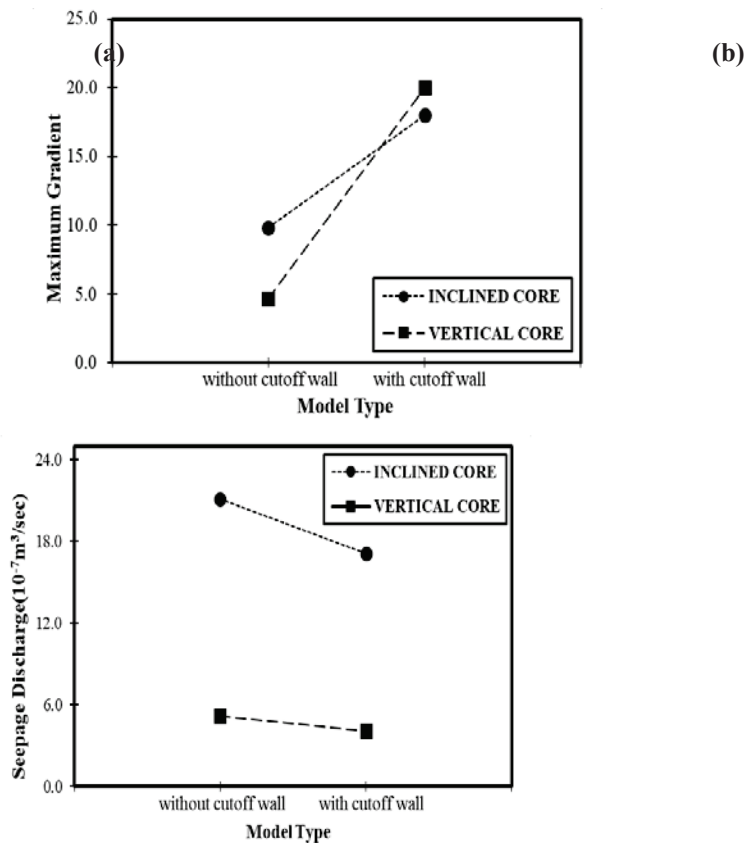 25.0
(a)
(b)
20.0
15.0
10.0
5.0
0.0
Maximum Gradient
INCLINED CORE
VERTICAL CORE
without cutoff wall
with cutoff wall
Model Type
24.0
18.0
12.0
6.0
0.0
Seepage Discharge(10⁻⁷m³/sec)
INCLINED CORE
VERTICAL CORE
without cutoff wall
with cutoff wall
Model Type